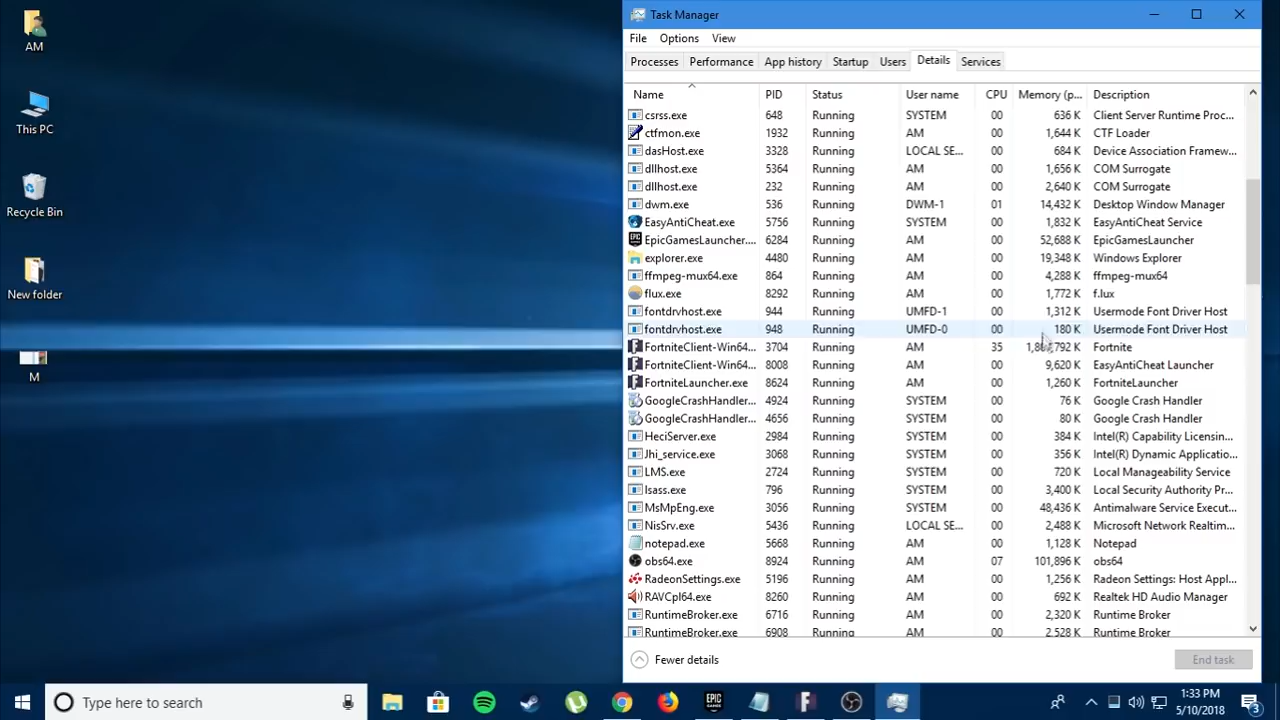 AM
This PC
Recycle Bin
New folder
M
Task Manager
File Options View
Processes Performance App history Startup Users Details Services
Name PID Status User name CPU Memory (p... Description
csrss.exe 648 Running SYSTEM 00 636 K Client Server Runtime Proc...
ctfmon.exe 1932 Running AM 00 1,644 K CTF Loader
dasHost.exe 3328 Running LOCAL SE... 00 684 K Device Association Framew...
dllhost.exe 5364 Running AM 00 1,656 K COM Surrogate
dllhost.exe 232 Running AM 00 2,640 K COM Surrogate
dwm.exe 536 Running DWM-1 01 14,432 K Desktop Window Manager
EasyAntiCheat.exe 5756 Running SYSTEM 00 1,832 K EasyAntiCheat Service
EpicGamesLauncher.... 6284 Running AM 00 52,688 K EpicGamesLauncher
explorer.exe 4480 Running AM 00 19,348 K Windows Explorer
ffmpeg-mux64.exe 864 Running AM 00 4,288 K ffmpeg-mux64
flux.exe 8292 Running AM 00 1,772 K f.lux
fontdrvhost.exe 944 Running UMFD-1 00 1,312 K Usermode Font Driver Host
fontdrvhost.exe 948 Running UMFD-0 00 180 K Usermode Font Driver Host
FortniteClient-Win64... 3704 Running AM 35 Fortnite
FortniteClient-Win64... 8008 Running AM 00 9,620 K EasyAntiCheat Launcher
FortniteLauncher.exe 8624 Running AM 00 1,260 K FortniteLauncher
GoogleCrashHandler... 4924 Running SYSTEM 00 76 K Google Crash Handler
GoogleCrashHandler... 4656 Running SYSTEM 00 80 K Google Crash Handler
HeciServer.exe 2984 Running SYSTEM 00 384 K Intel(R) Capability Licensin...
Jhi_service.exe 3068 Running SYSTEM 00 356 K Intel(R) Dynamic Applicatio...
LMS.exe 2724 Running SYSTEM 00 720 K Local Manageability Service
lsass.exe 796 Running SYSTEM 00 3,400 K Local Security Authority Pr...
MsMpEng.exe 3056 Running SYSTEM 00 48,436 K Antimalware Service Execut...
NisSrv.exe 5436 Running LOCAL SE... 00 2,488 K Microsoft Network Realtim...
notepad.exe 5668 Running AM 00 1,128 K Notepad
obs64.exe 8924 Running AM 07 101,896 K obs64
RadeonSettings.exe 5196 Running AM 00 1,256 K Radeon Settings: Host Appl...
RAVCpl64.exe 8260 Running AM 00 692 K Realtek HD Audio Manager
RuntimeBroker.exe 6716 Running AM 00 2,320 K Runtime Broker
RuntimeBroker.exe 6908 Running AM 00 2,528 K Runtime Broker
Fewer details End task
Type here to search
EPIC GAMES
1:33 PM
5/10/2018
3